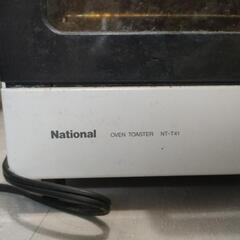 National OVEN TOASTER NT-T41